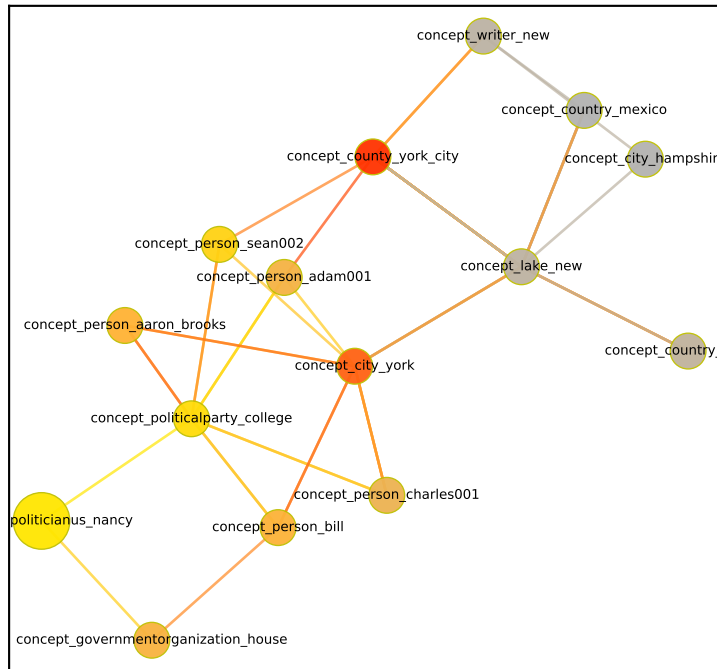 concept_writer_new
concept_country_mexico
concept_county_york_city
concept_city_hampshir
concept_person_sean002
concept_lake_new
concept_person_adam001
concept_person_aaron_brooks
concept_country_
concept_city_york
concept_politicalparty_college
concept_person_charles001
politicianus_nancy
concept_person_bill
concept_governmentorganization_house